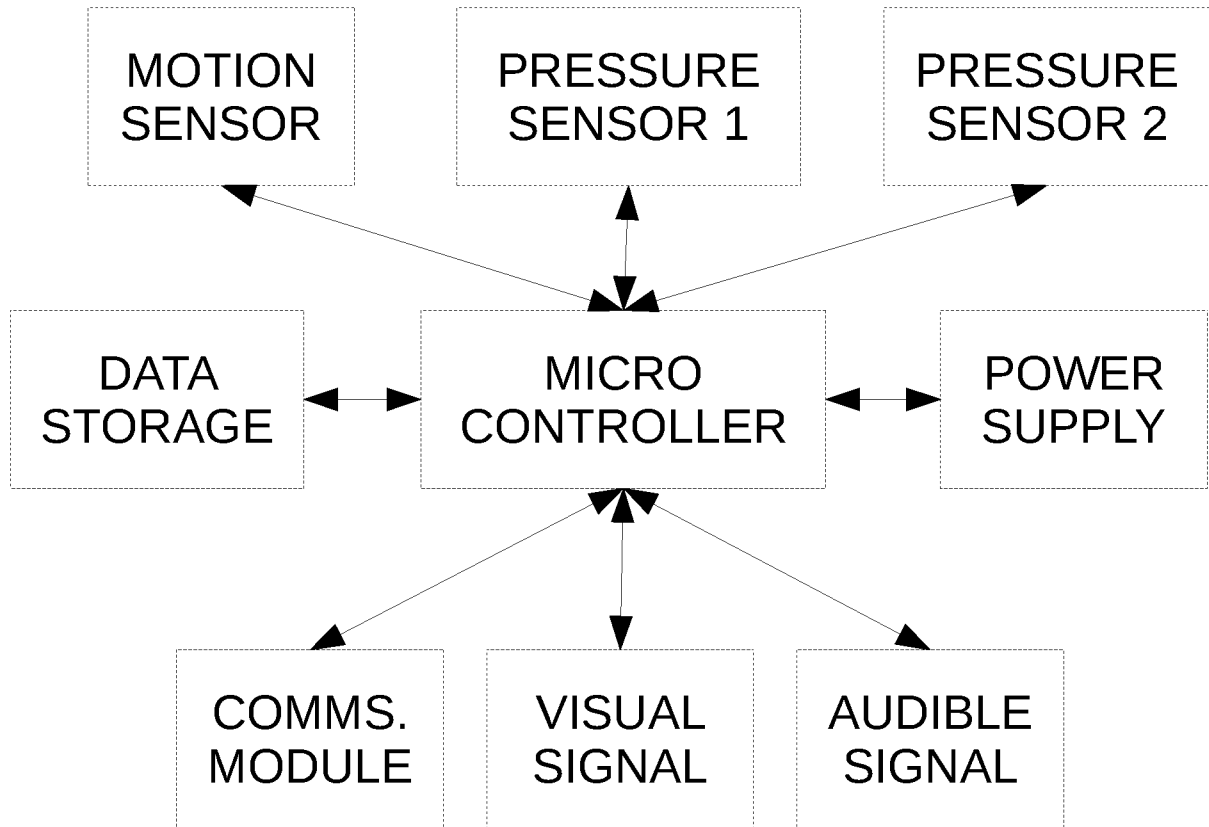 MOTION
SENSOR
PRESSURE
SENSOR 1
PRESSURE
SENSOR 2
DATA
STORAGE
MICRO
CONTROLLER
POWER
SUPPLY
COMMS.
MODULE
VISUAL
SIGNAL
AUDIBLE
SIGNAL